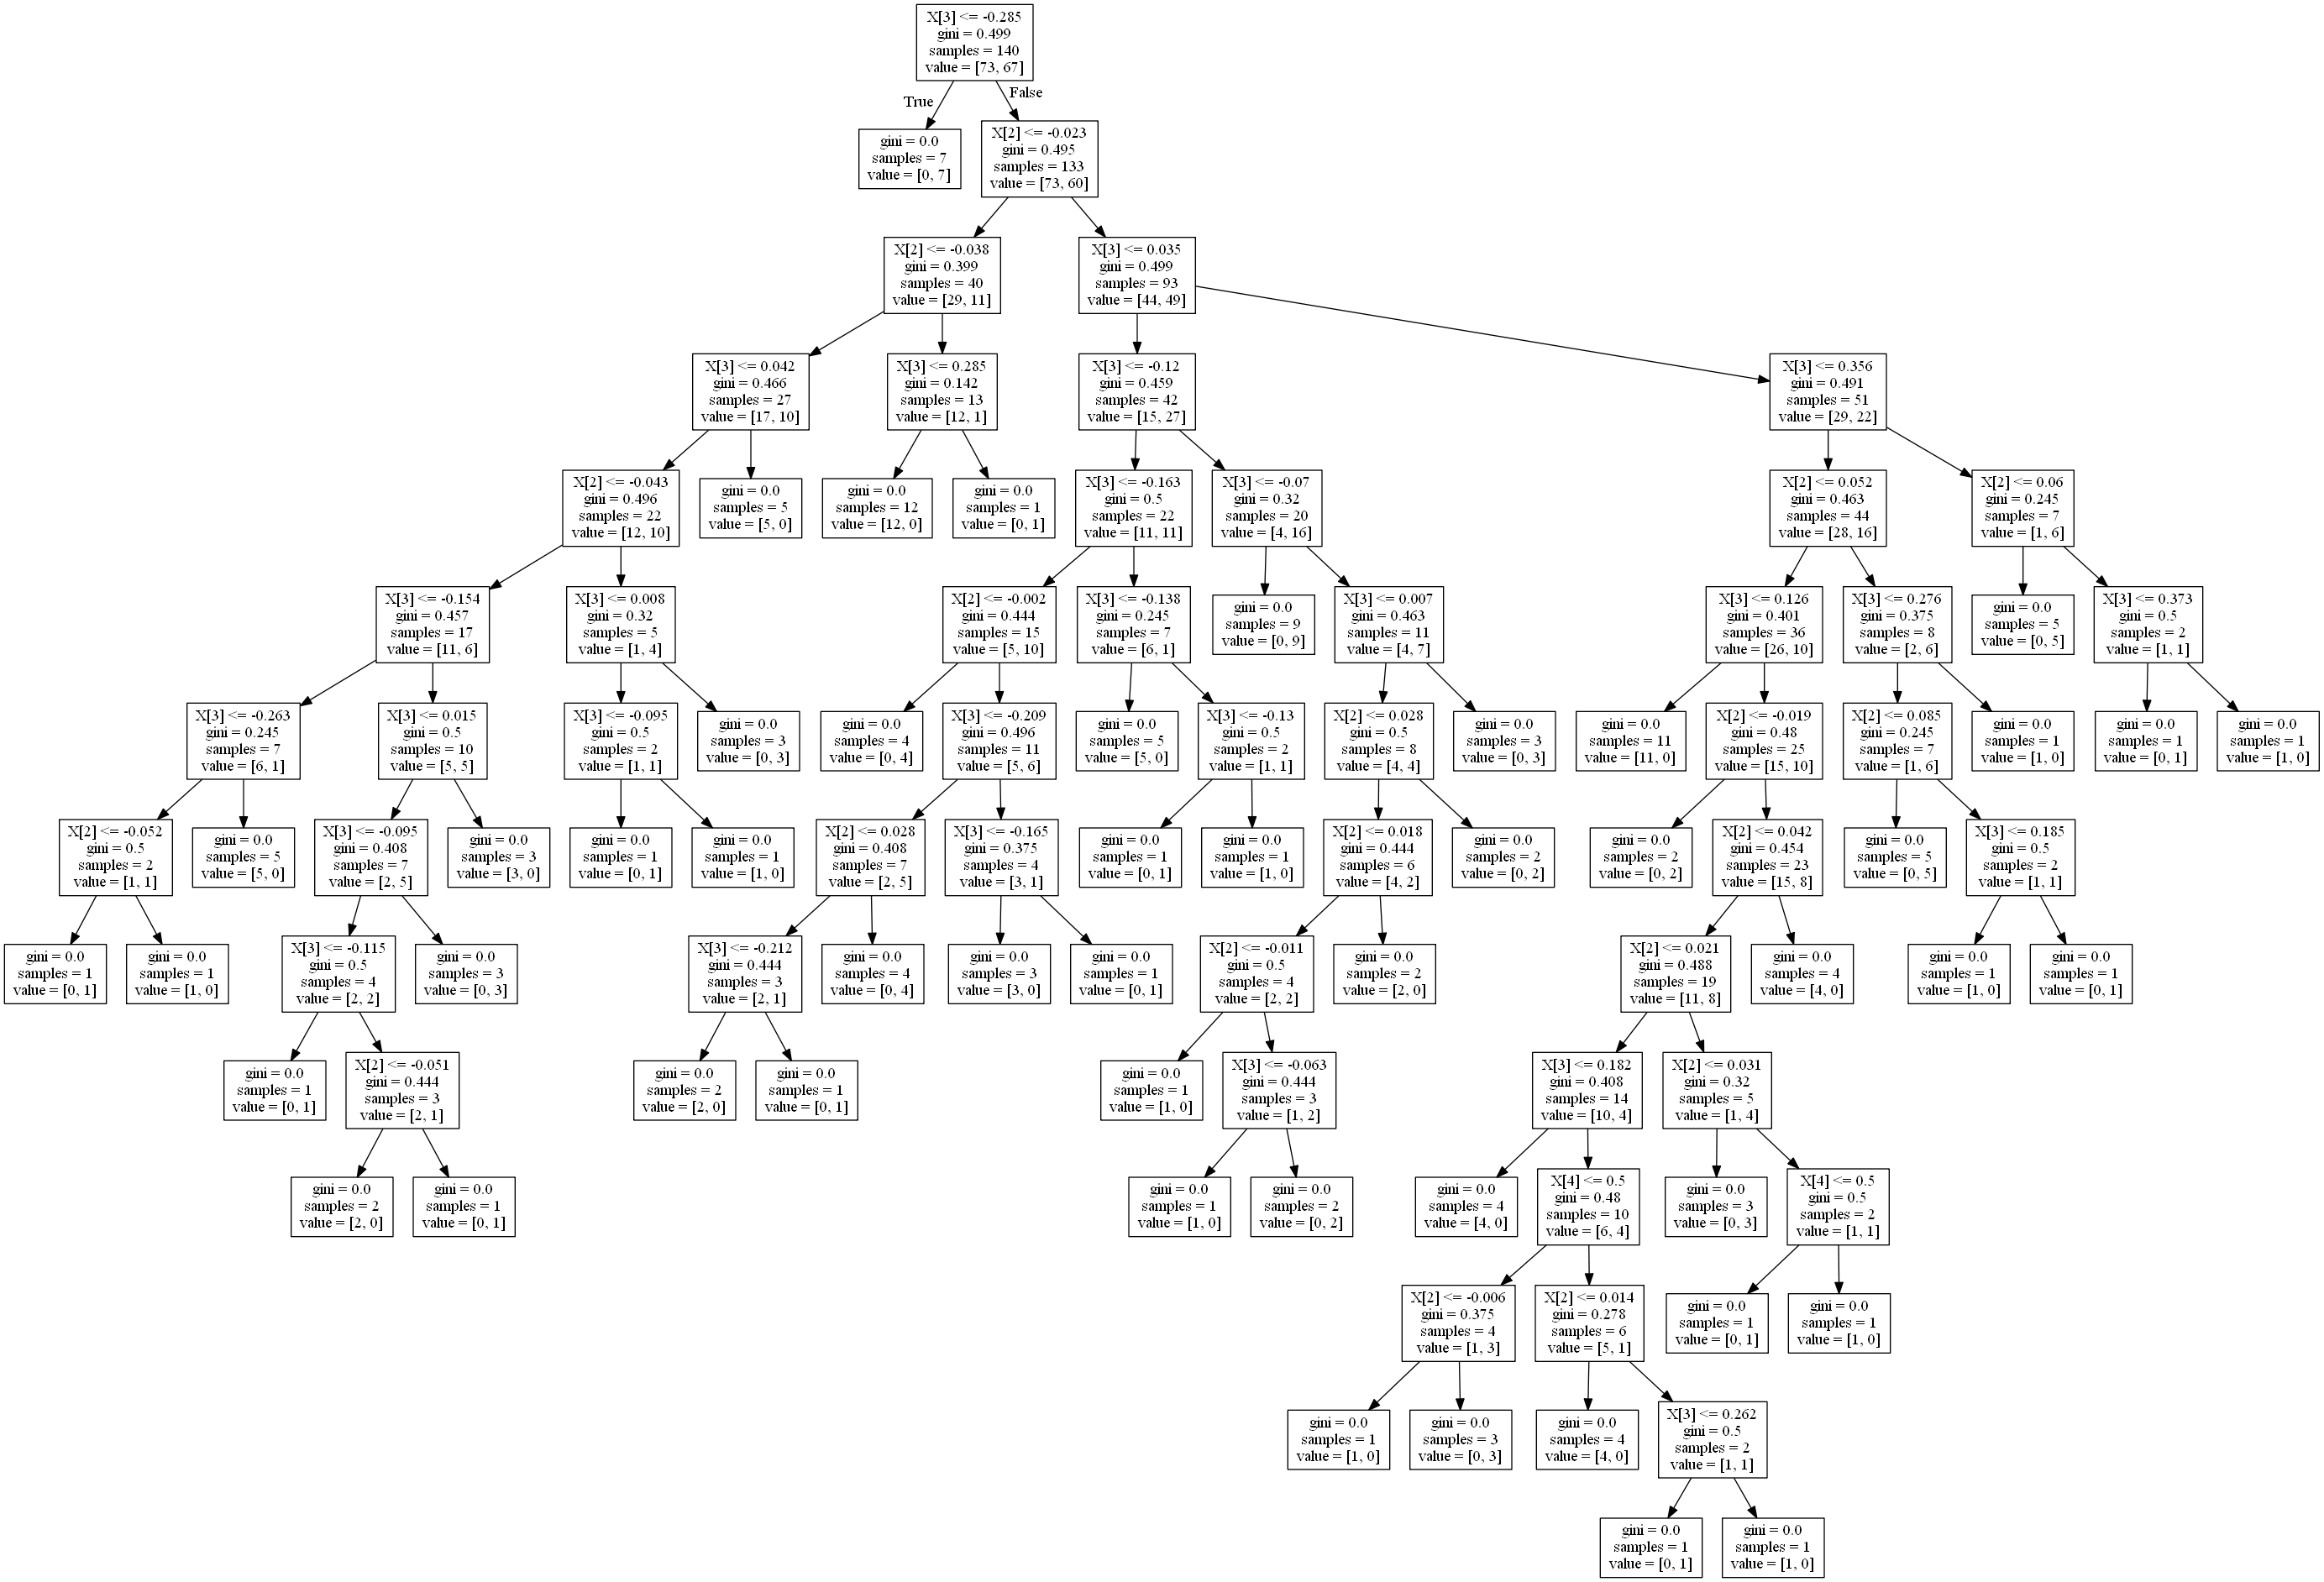 X[3] <= -0.285
gini = 0.499
samples = 140
value = [73, 67]
True
False
gini = 0.0
samples = 7
value = [0, 7]
X[2] <= -0.023
gini = 0.495
samples = 133
value = [73, 60]
X[2] <= -0.038
gini = 0.399
samples = 40
value = [29, 11]
X[3] <= 0.035
gini = 0.499
samples = 93
value = [44, 49]
X[3] <= 0.042
gini = 0.466
samples = 27
value = [17, 10]
X[3] <= 0.285
gini = 0.142
samples = 13
value = [12, 1]
X[3] <= -0.12
gini = 0.459
samples = 42
value = [15, 27]
X[3] <= 0.356
gini = 0.491
samples = 51
value = [29, 22]
X[2] <= -0.043
gini = 0.496
samples = 22
value = [12, 10]
gini = 0.0
samples = 5
value = [5, 0]
gini = 0.0
samples = 12
value = [12, 0]
gini = 0.0
samples = 1
value = [0, 1]
X[3] <= -0.163
gini = 0.5
samples = 22
value = [11, 11]
X[3] <= -0.07
gini = 0.32
samples = 20
value = [4, 16]
X[2] <= 0.052
gini = 0.463
samples = 44
value = [28, 16]
X[2] <= 0.06
gini = 0.245
samples = 7
value = [1, 6]
X[3] <= -0.154
gini = 0.457
samples = 17
value = [11, 6]
X[3] <= 0.008
gini = 0.32
samples = 5
value = [1, 4]
X[2] <= -0.002
gini = 0.444
samples = 15
value = [5, 10]
X[3] <= -0.138
gini = 0.245
samples = 7
value = [6, 1]
gini = 0.0
samples = 9
value = [0, 9]
X[3] <= 0.007
gini = 0.463
samples = 11
value = [4, 7]
X[3] <= 0.126
gini = 0.401
samples = 36
value = [26, 10]
X[3] <= 0.276
gini = 0.375
samples = 8
value = [2, 6]
gini = 0.0
samples = 5
value = [0, 5]
X[3] <= 0.373
gini = 0.5
samples = 2
value = [1, 1]
X[3] <= -0.263
gini = 0.245
samples = 7
value = [6, 1]
X[3] <= 0.015
gini = 0.5
samples = 10
value = [5, 5]
X[3] <= -0.095
gini = 0.5
samples = 2
value = [1, 1]
gini = 0.0
samples = 3
value = [0, 3]
gini = 0.0
samples = 4
value = [0, 4]
X[3] <= -0.209
gini = 0.496
samples = 11
value = [5, 6]
gini = 0.0
samples = 5
value = [5, 0]
X[3] <= -0.13
gini = 0.5
samples = 2
value = [1, 1]
X[2] <= 0.028
gini = 0.5
samples = 8
value = [4, 4]
gini = 0.0
samples = 3
value = [0, 3]
gini = 0.0
samples = 11
value = [11, 0]
X[2] <= -0.019
gini = 0.48
samples = 25
value = [15, 10]
X[2] <= 0.085
gini = 0.245
samples = 7
value = [1, 6]
gini = 0.0
samples = 1
value = [1, 0]
gini = 0.0
samples = 1
value = [0, 1]
gini = 0.0
samples = 1
value = [1, 0]
X[2] <= -0.052
gini = 0.5
samples = 2
value = [1, 1]
gini = 0.0
samples = 5
value = [5, 0]
X[3] <= -0.095
gini = 0.408
samples = 7
value = [2, 5]
gini = 0.0
samples = 3
value = [3, 0]
gini = 0.0
samples = 1
value = [0, 1]
gini = 0.0
samples = 1
value = [1, 0]
X[2] <= 0.028
gini = 0.408
samples = 7
value = [2, 5]
X[3] <= -0.165
gini = 0.375
samples = 4
value = [3, 1]
gini = 0.0
samples = 1
value = [0, 1]
gini = 0.0
samples = 1
value = [1, 0]
X[2] <= 0.018
gini = 0.444
samples = 6
value = [4, 2]
gini = 0.0
samples = 2
value = [0, 2]
gini = 0.0
samples = 2
value = [0, 2]
X[2] <= 0.042
gini = 0.454
samples = 23
value = [15, 8]
gini = 0.0
samples = 5
value = [0, 5]
X[3] <= 0.185
gini = 0.5
samples = 2
value = [1, 1]
gini = 0.0
samples = 1
value = [0, 1]
gini = 0.0
samples = 1
value = [1, 0]
X[3] <= -0.115
gini = 0.5
samples = 4
value = [2, 2]
gini = 0.0
samples = 3
value = [0, 3]
X[3] <= -0.212
gini = 0.444
samples = 3
value = [2, 1]
gini = 0.0
samples = 4
value = [0, 4]
gini = 0.0
samples = 3
value = [3, 0]
gini = 0.0
samples = 1
value = [0, 1]
X[2] <= -0.011
gini = 0.5
samples = 4
value = [2, 2]
gini = 0.0
samples = 2
value = [2, 0]
X[2] <= 0.021
gini = 0.488
samples = 19
value = [11, 8]
gini = 0.0
samples = 4
value = [4, 0]
gini = 0.0
samples = 1
value = [1, 0]
gini = 0.0
samples = 1
value = [0, 1]
gini = 0.0
samples = 1
value = [0, 1]
X[2] <= -0.051
gini = 0.444
samples = 3
value = [2, 1]
gini = 0.0
samples = 2
value = [2, 0]
gini = 0.0
samples = 1
value = [0, 1]
gini = 0.0
samples = 1
value = [1, 0]
X[3] <= -0.063
gini = 0.444
samples = 3
value = [1, 2]
X[3] <= 0.182
gini = 0.408
samples = 14
value = [10, 4]
X[2] <= 0.031
gini = 0.32
samples = 5
value = [1, 4]
gini = 0.0
samples = 2
value = [2, 0]
gini = 0.0
samples = 1
value = [0, 1]
gini = 0.0
samples = 1
value = [1, 0]
gini = 0.0
samples = 2
value = [0, 2]
gini = 0.0
samples = 4
value = [4, 0]
X[4] <= 0.5
gini = 0.48
samples = 10
value = [6, 4]
gini = 0.0
samples = 3
value = [0, 3]
X[4] <= 0.5
gini = 0.5
samples = 2
value = [1, 1]
X[2] <= -0.006
gini = 0.375
samples = 4
value = [1, 3]
X[2] <= 0.014
gini = 0.278
samples = 6
value = [5, 1]
gini = 0.0
samples = 1
value = [0, 1]
gini = 0.0
samples = 1
value = [1, 0]
gini = 0.0
samples = 1
value = [1, 0]
gini = 0.0
samples = 3
value = [0, 3]
gini = 0.0
samples = 4
value = [4, 0]
X[3] <= 0.262
gini = 0.5
samples = 2
value = [1, 1]
gini = 0.0
samples = 1
value = [0, 1]
gini = 0.0
samples = 1
value = [1, 0]